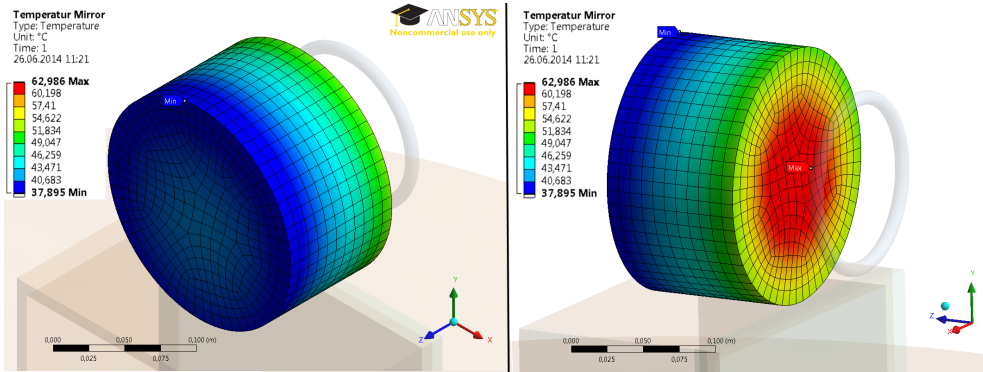 Temperatur Mirror
Type: Temperature
Unit: °C
Time: 1
26.06.2014 11:21
62,986 Max
60,198
57,41
54,622
51,834
49,047
46,259
43,471
40,683
37,895 Min
ANSYS
Noncommercial use only
Min
Y
Z
X
0,000
0,050
0,100 (m)
0,025
0,075
Temperatur Mirror
Type: Temperature
Unit: °C
Time: 1
26.06.2014 11:21
62,986 Max
60,198
57,41
54,622
51,834
49,047
46,259
43,471
40,683
37,895 Min
Min
Max
Y
Z
X
0,000
0,050
0,100 (m)
0,025
0,075